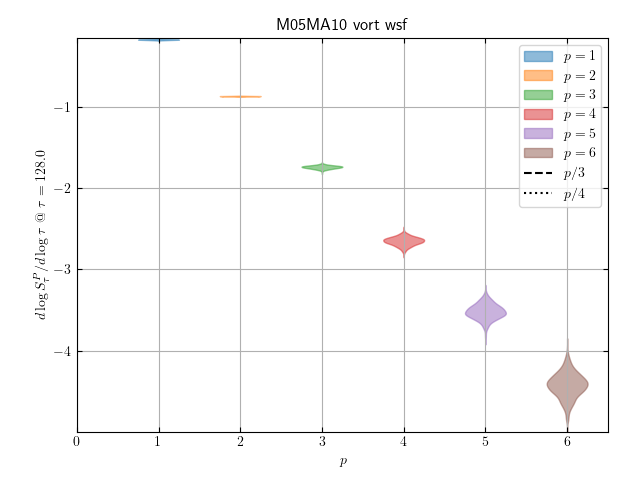 M05MA10 vort wsf
d log S_τ^P / d log τ @ τ = 128.0
−1
−2
−3
−4
0 1 2 3 4 5 6
p
p = 1
p = 2
p = 3
p = 4
p = 5
p = 6
p/3
p/4